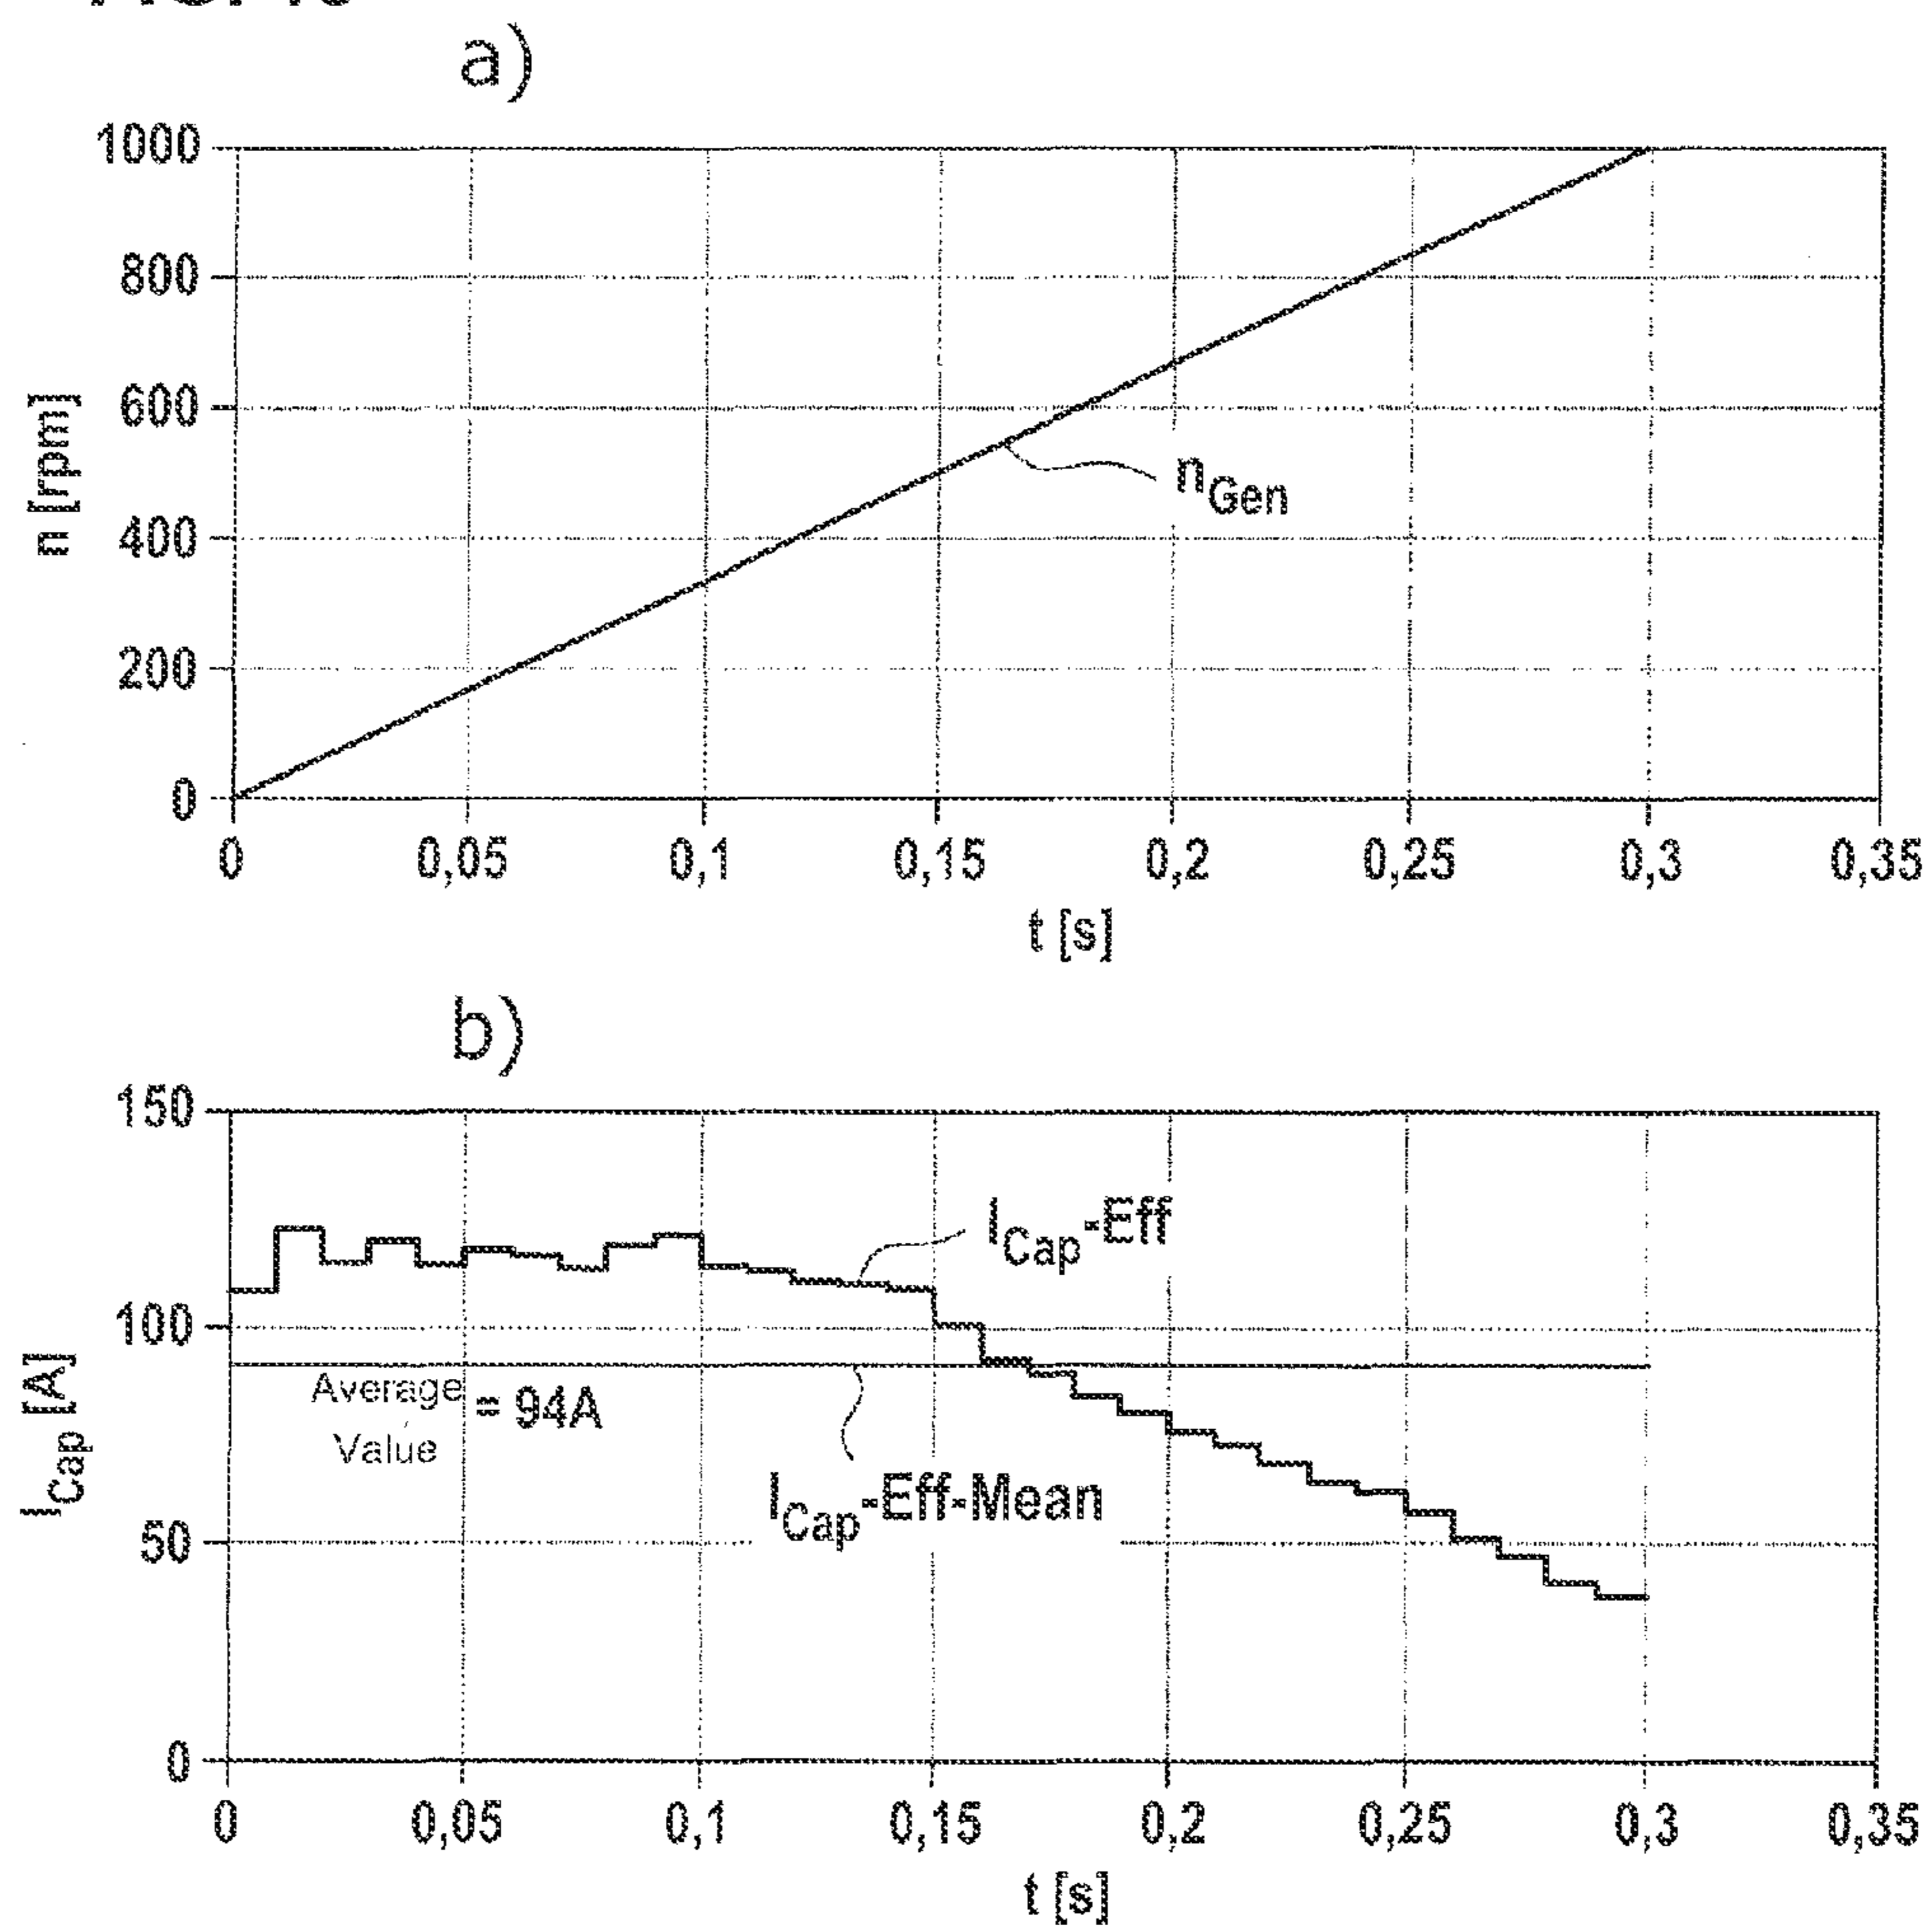 a)
1000
800
600
400
200
0
n [rpm]
n_Gen
0 0,05 0,1 0,15 0,2 0,25 0,3 0,35
t [s]
b)
150
100
50
0
I_Cap [A]
I_Cap-Eff
Average = 94A
Value
I_Cap-Eff-Mean
0 0,05 0,1 0,15 0,2 0,25 0,3 0,35
t [s]